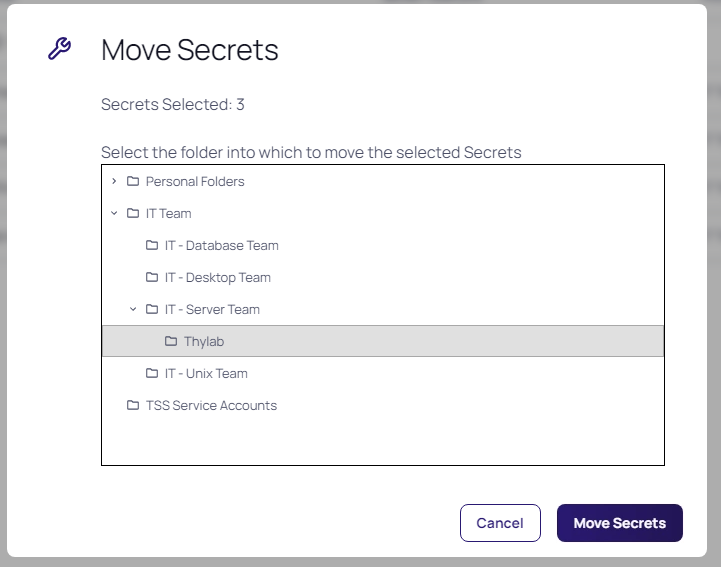 Move Secrets
Secrets Selected: 3
Select the folder into which to move the selected Secrets
Personal Folders
IT Team
IT - Database Team
IT - Desktop Team
IT - Server Team
Thylab
IT - Unix Team
TSS Service Accounts
Cancel
Move Secrets